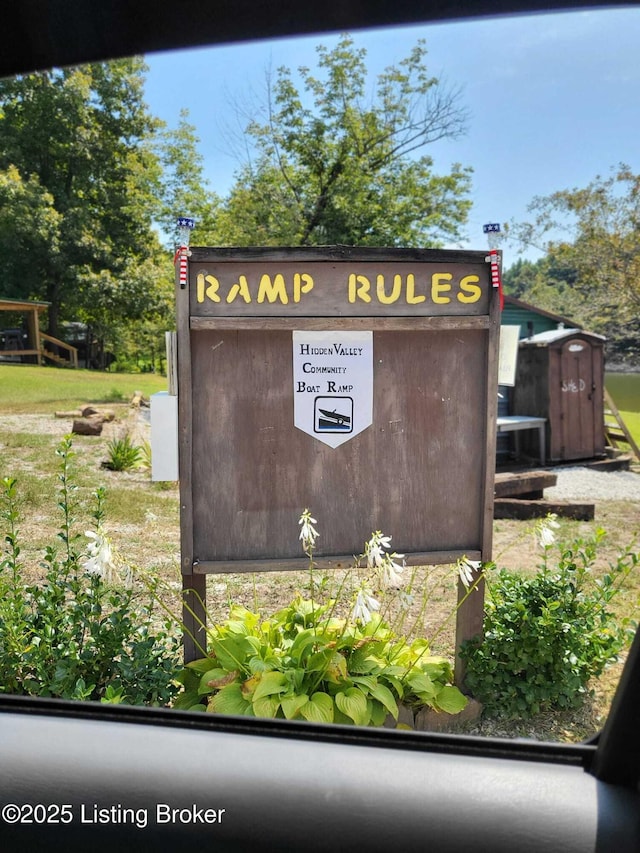 RAMP RULES
HIDDEN VALLEY
COMMUNITY
BOAT RAMP
SHED
©2025 Listing Broker